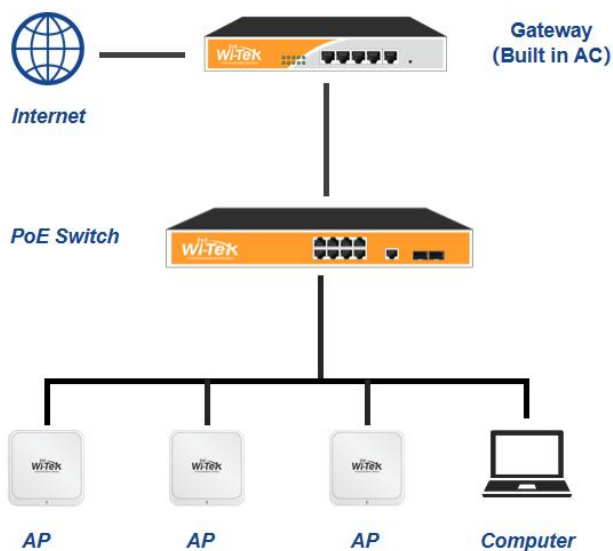 Gateway
(Built in AC)
Wi-Tek
Internet
PoE Switch
Wi-Tek
Wi-Tek
Wi-Tek
Wi-Tek
AP
AP
AP
Computer